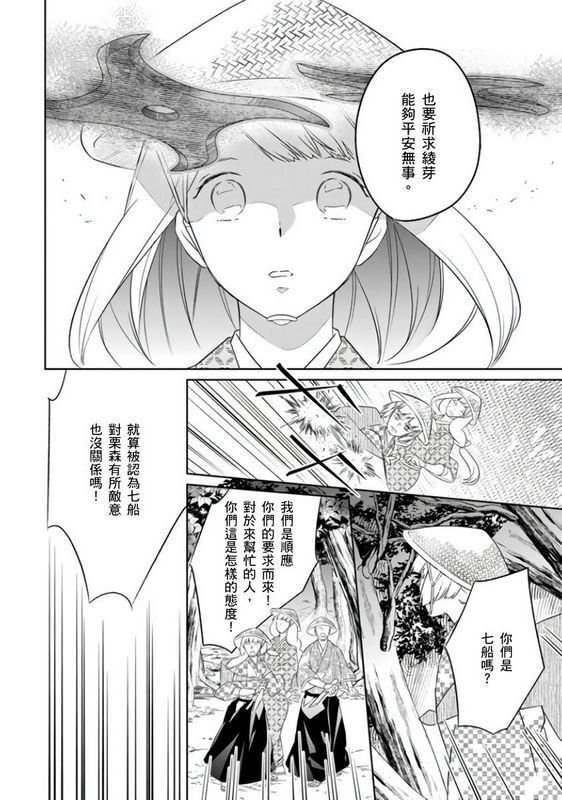 也要祈求綾芽
能夠平安無事。
你們是
七船嗎？
我們是順應
你們的要求而來！
對於來幫忙的人，
你們這是怎樣的態度！
就算被認為七船
對栗森有所敵意
也沒關係嗎！